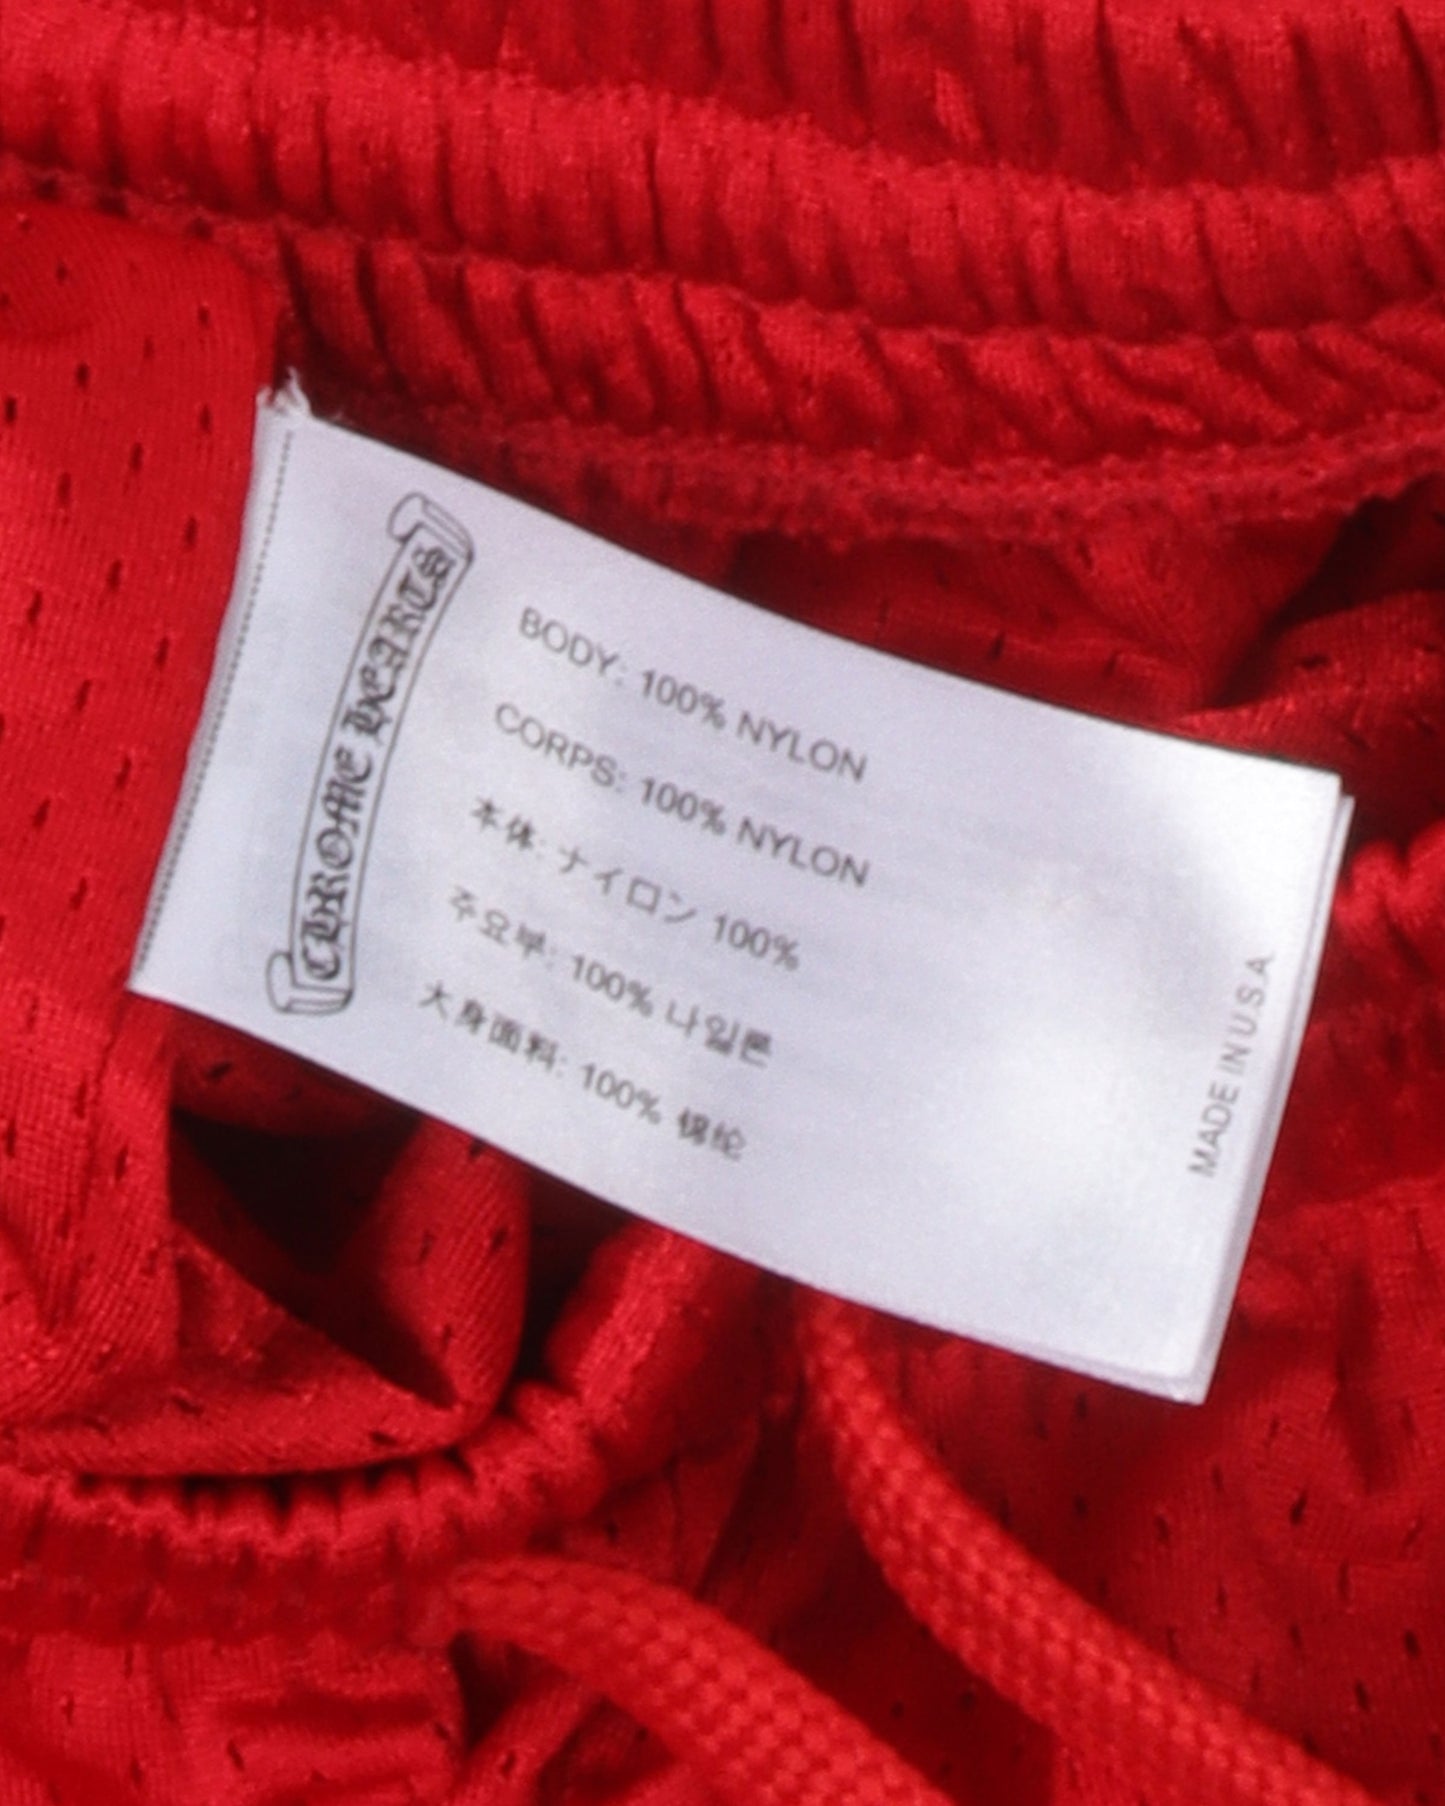 CHROME HEARTS
BODY: 100% NYLON
CORPS: 100% NYLON
本体: ナイロン 100%
주요부: 100% 나일론
大身面料: 100% 锦纶
MADE IN U.S.A.